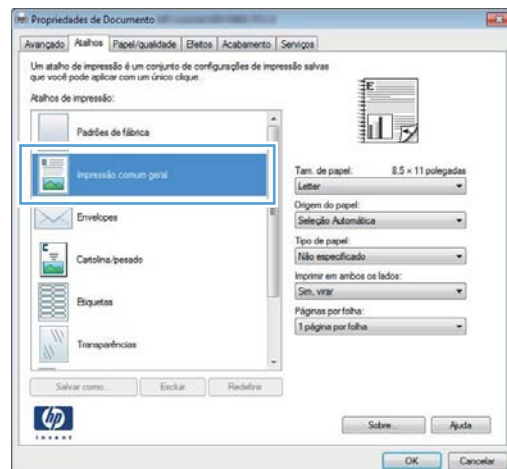 Propriedades de Documento
Avançado Atalhos Papel/qualidade Efeitos Acabamento Serviços
Um atalho de impressão é um conjunto de configurações de impressão salvas
que você pode aplicar com um único clique.
Atalhos de impressão:
Padrões de fábrica
Impressão comum geral
Envelopes
Cartolina/pesado
Etiquetas
Transparências
E
Tam. de papel: 8.5 × 11 polegadas
Letter
Origem do papel:
Seleção Automática
Tipo de papel:
Não especificado
Imprimir em ambos os lados:
Sim, virar
Páginas por folha:
1 página por folha
Salvar como... Excluir Redefinir
hp
invent
Sobre... Ajuda
OK Cancelar